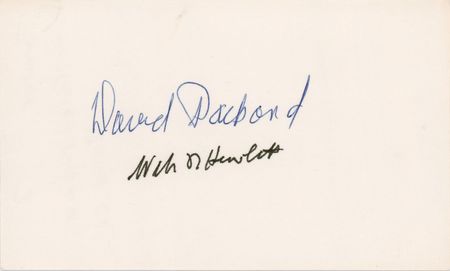 David Packard
Wm R Hewlett